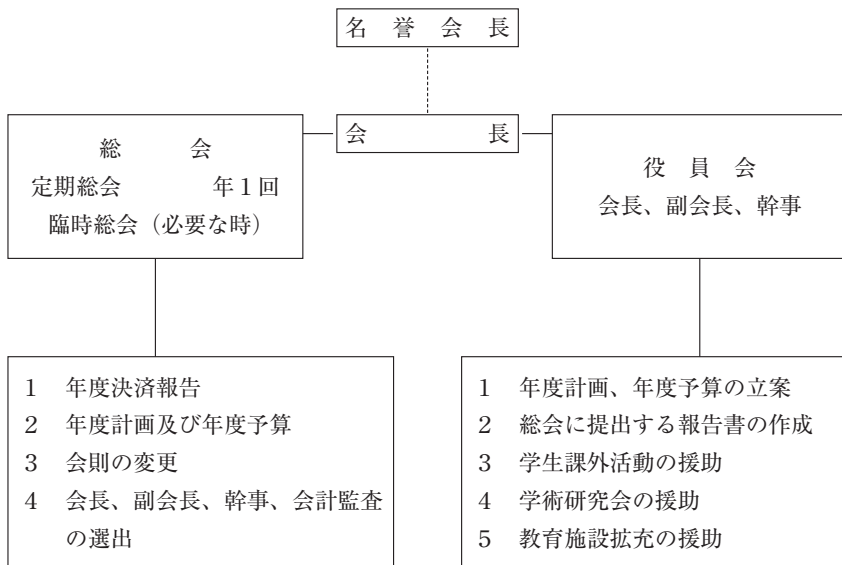 名誉会長
会長
総会
定期総会　年1回
臨時総会（必要な時）
役員会
会長、副会長、幹事
1　年度決済報告
2　年度計画及び年度予算
3　会則の変更
4　会長、副会長、幹事、会計監査
の選出
1　年度計画、年度予算の立案
2　総会に提出する報告書の作成
3　学生課外活動の援助
4　学術研究会の援助
5　教育施設拡充の援助